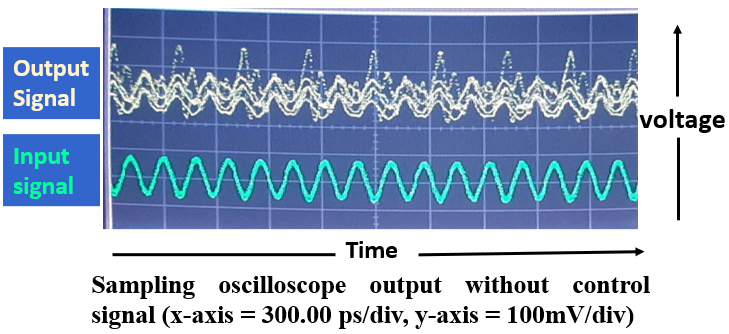 Output
Signal
Input
signal
voltage
Time
Sampling oscilloscope output without control
signal (x-axis = 300.00 ps/div, y-axis = 100mV/div)